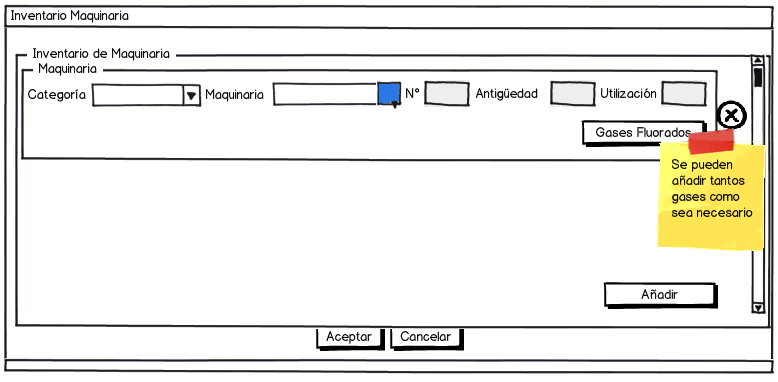 Inventario Maquinaria
Inventario de Maquinaria
Maquinaria
Categoría Maquinaria Nº Antigüedad Utilización
Gases Fluorados
Se pueden
añadir tantos
gases como
sea necesario
Añadir
Aceptar Cancelar